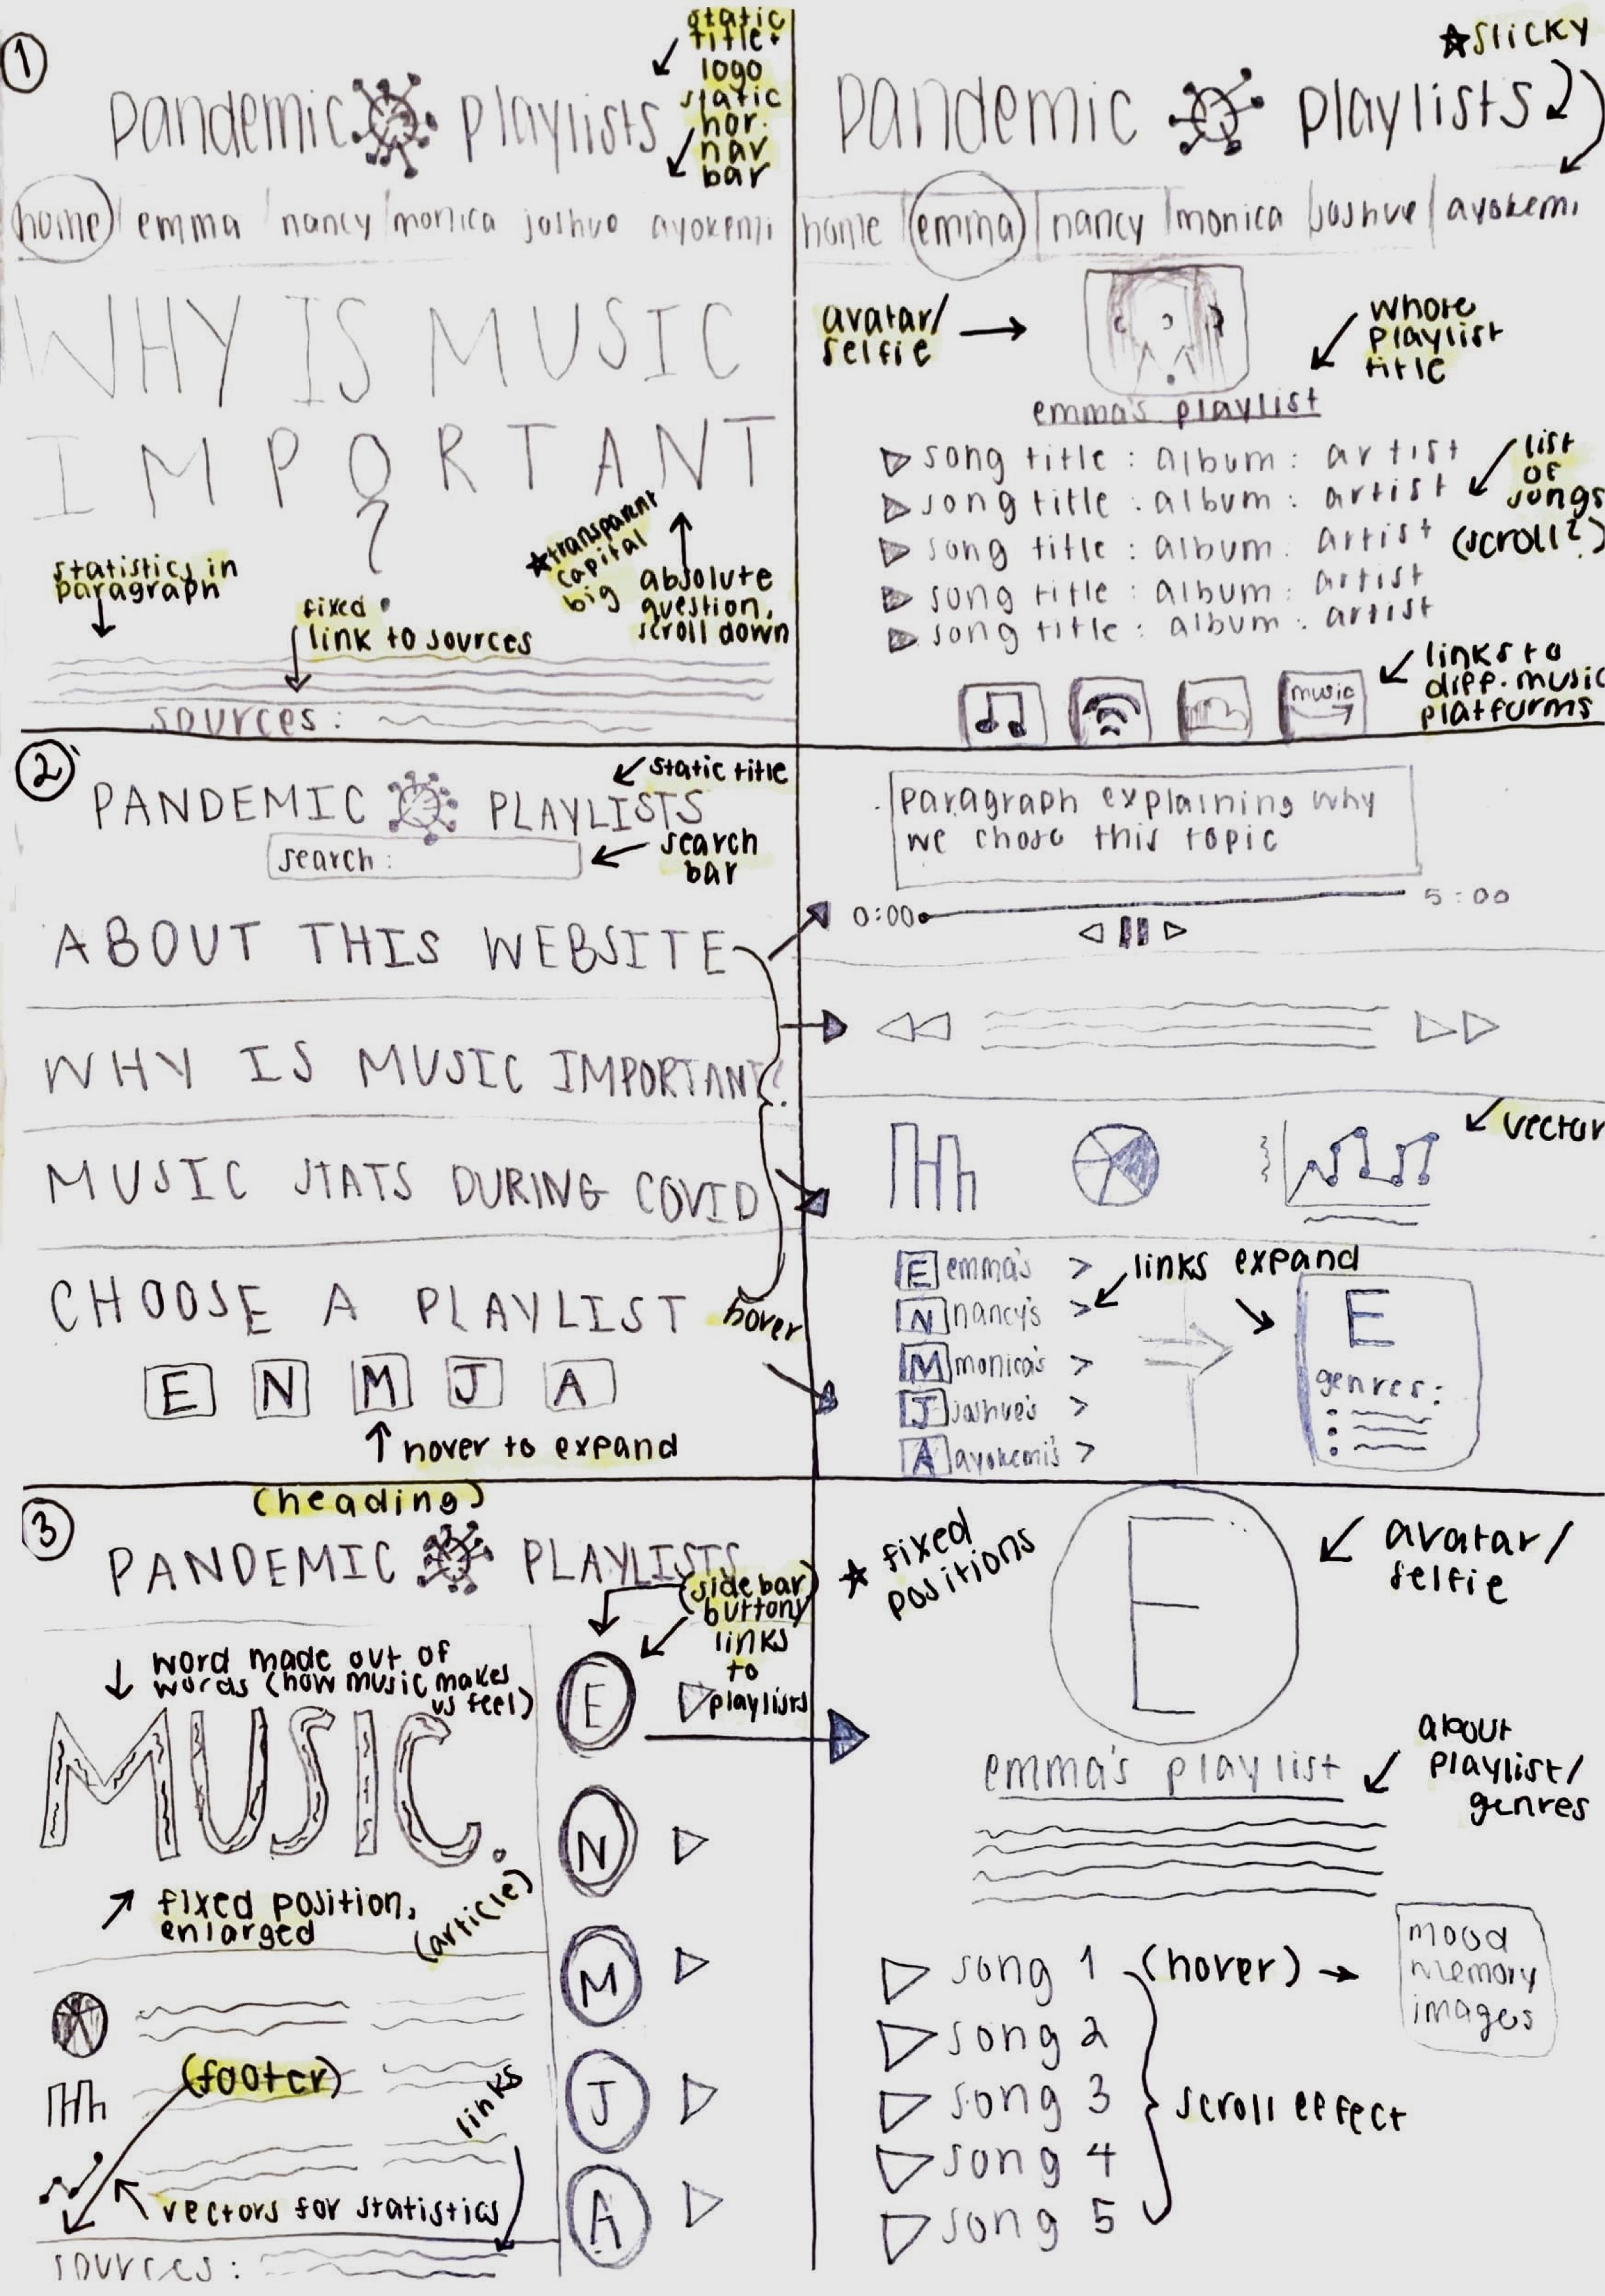 1
static
title +
logo
static
hor.
nav
bar
pandemic playlists
home / emma / nancy / monica joshue ayokemi
WHY IS MUSIC
IMPORTANT
?
★transparent
capital
big
absolute
question,
scroll down
statistics in
paragraph
fixed
link to sources
sources:
★sticky
pandemic playlists
home | emma | nancy | monica | joshue | ayokemi
avatar/
selfie
whole
playlist
title
emma's playlist
▷ song title : album : artist
▷ song title : album : artist
▷ song title : album : artist
▷ song title : album : artist
▷ song title : album : artist
list
of
songs
(scroll?)
music
links to
diff. music
platforms
2
PANDEMIC PLAYLISTS
static title
search:
search
bar
ABOUT THIS WEBSITE
WHY IS MUSIC IMPORTANT?
MUSIC STATS DURING COVID
CHOOSE A PLAYLIST
hover
E N M J A
↑ hover to expand
paragraph explaining why
we chose this topic
0:00 5:00
vector
E emma's >
N nancy's >
M monica's >
J joshue's >
A ayokemi's >
links expand
E
genres:
3
(heading)
PANDEMIC PLAYLISTS
(sidebar)
buttons
links
to
playlists
word made out of
words (how music makes
us feel)
MUSIC.
fixed position,
enlarged
(article)
(footer)
links
vectors for statistics
sources:
E
N
M
J
A
★ fixed
positions
E
avatar/
selfie
emma's playlist
about
playlist/
genres
▷ song 1 (hover) →
mood
memory
images
▷ song 2
▷ song 3
▷ song 4
▷ song 5
scroll effect